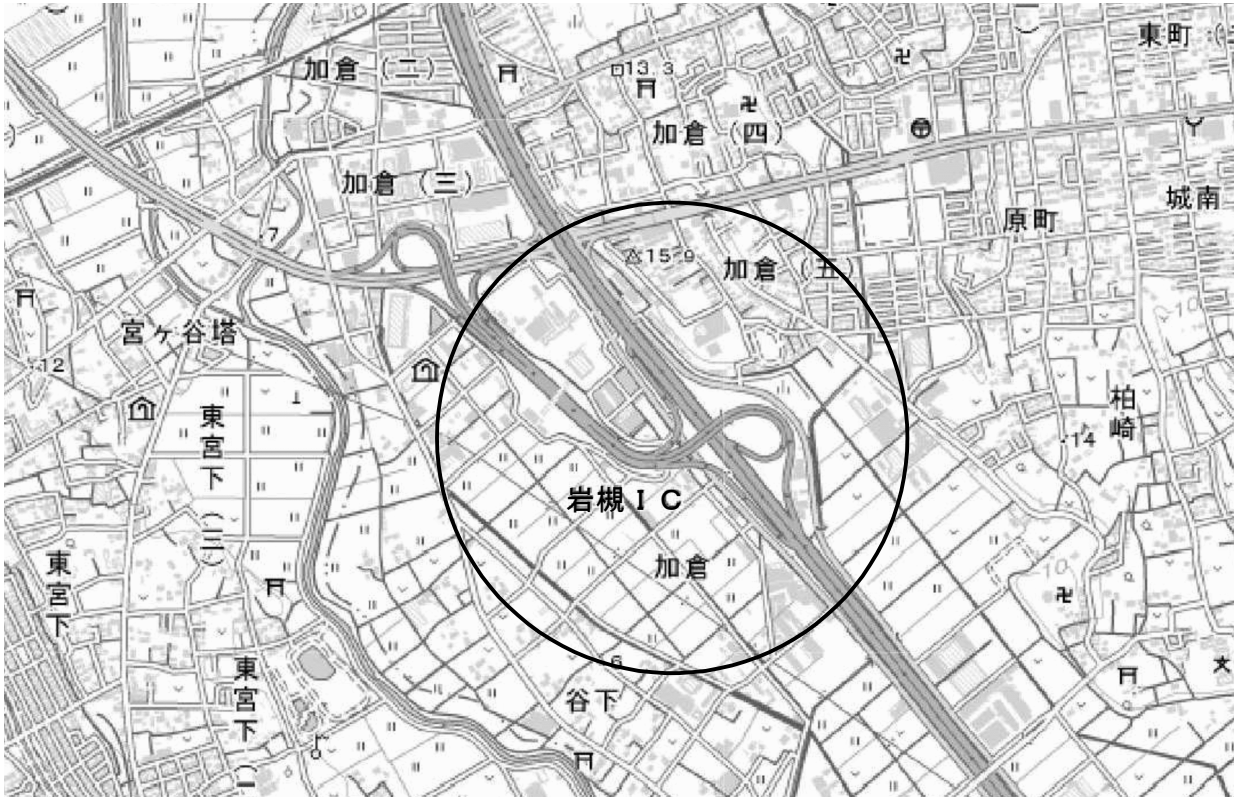 東町(
加倉(二)
13.3
加倉(四)
加倉(三)
城南
原町
7
15.9
加倉(五)
10
宮ヶ谷塔
12
東宮下(二)
柏崎
14
岩槻IC
東宮下
加倉
10
6
東宮下(一
谷下